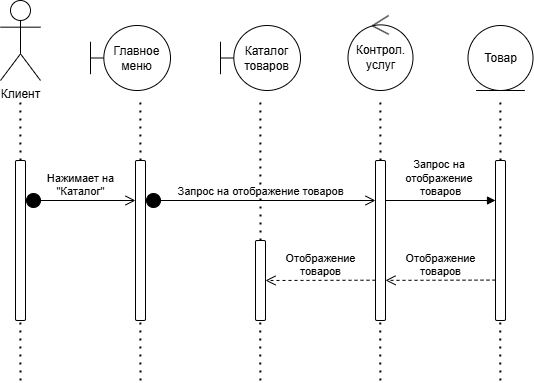 Клиент
Главное
меню
Каталог
товаров
Контрол.
услуг
Товар
Нажимает на
"Каталог"
Запрос на отображение товаров
Запрос на
отображение
товаров
Отображение
товаров
Отображение
товаров